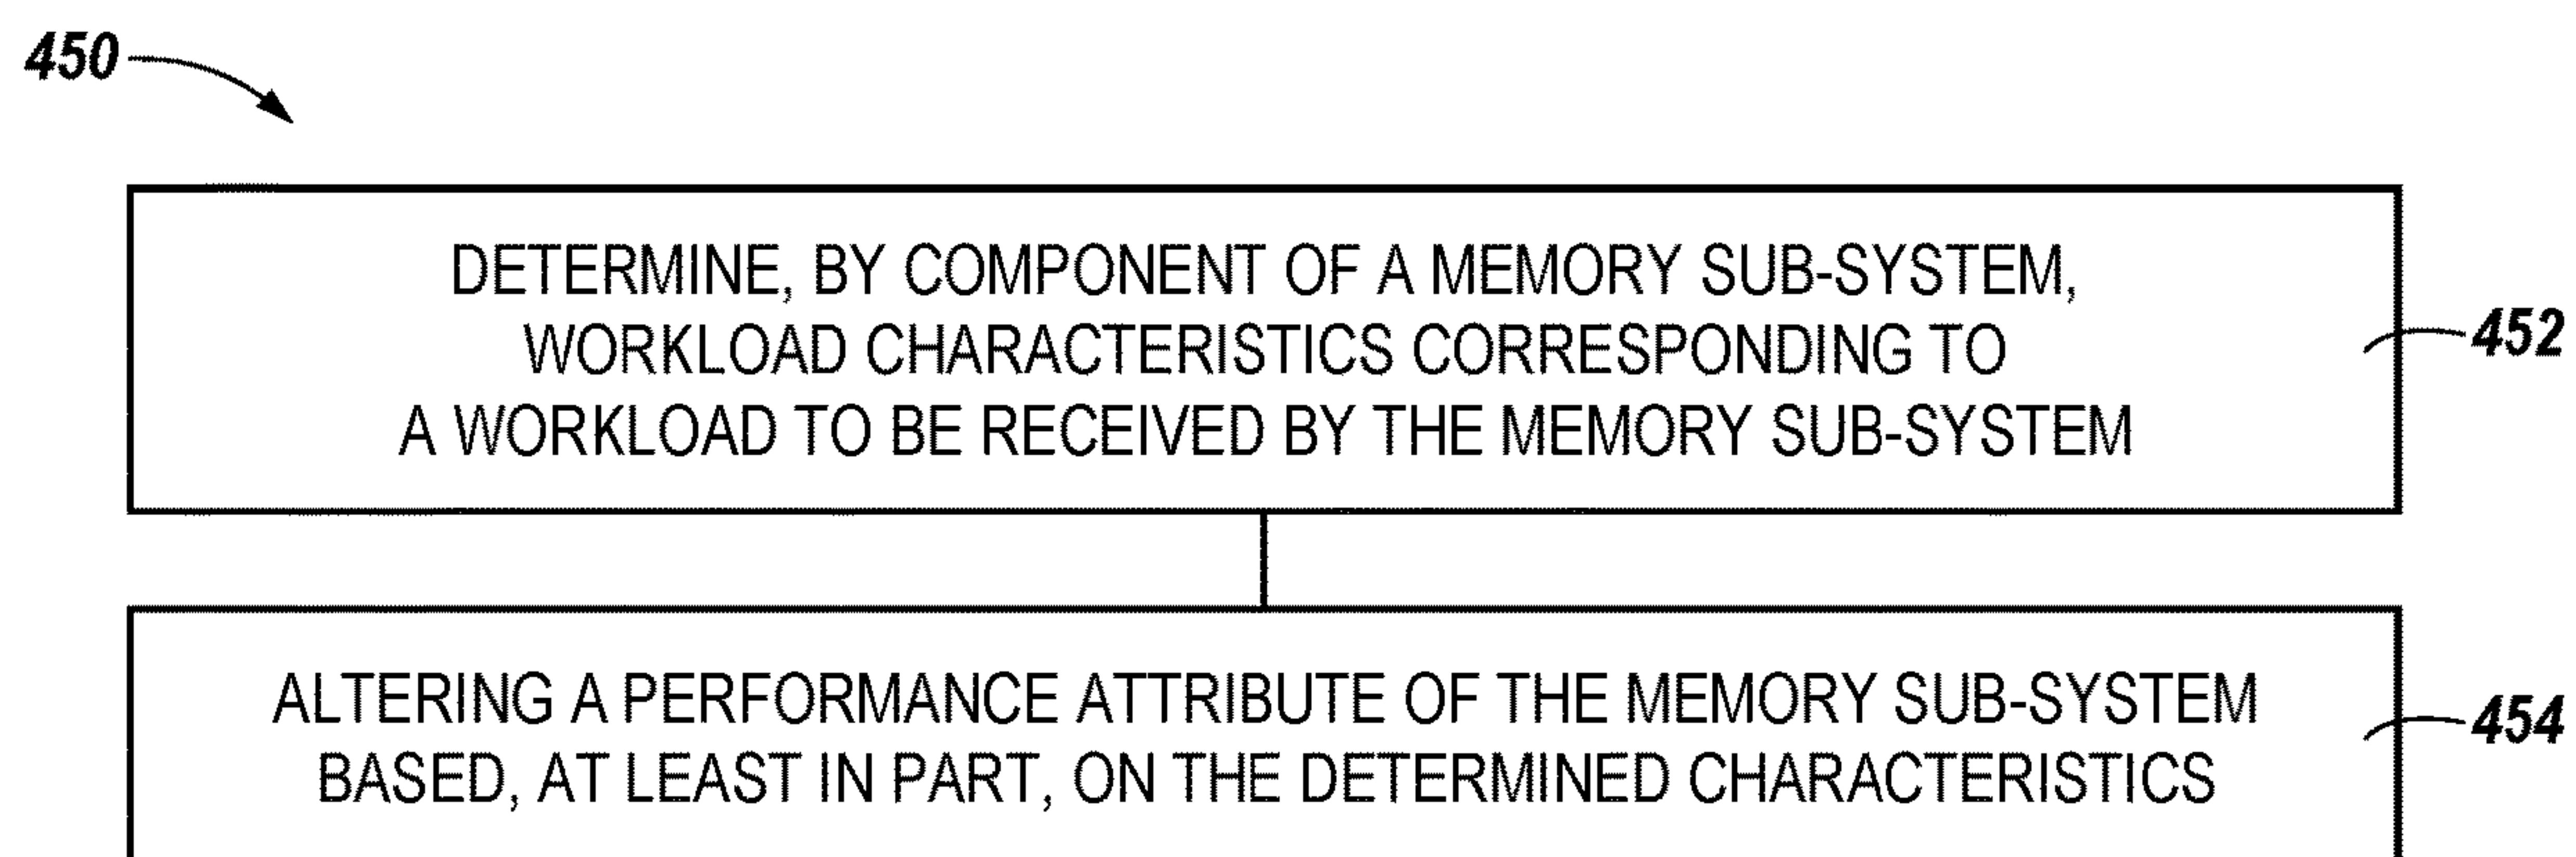 450
DETERMINE, BY COMPONENT OF A MEMORY SUB-SYSTEM,
WORKLOAD CHARACTERISTICS CORRESPONDING TO
A WORKLOAD TO BE RECEIVED BY THE MEMORY SUB-SYSTEM
452
ALTERING A PERFORMANCE ATTRIBUTE OF THE MEMORY SUB-SYSTEM
BASED, AT LEAST IN PART, ON THE DETERMINED CHARACTERISTICS
454